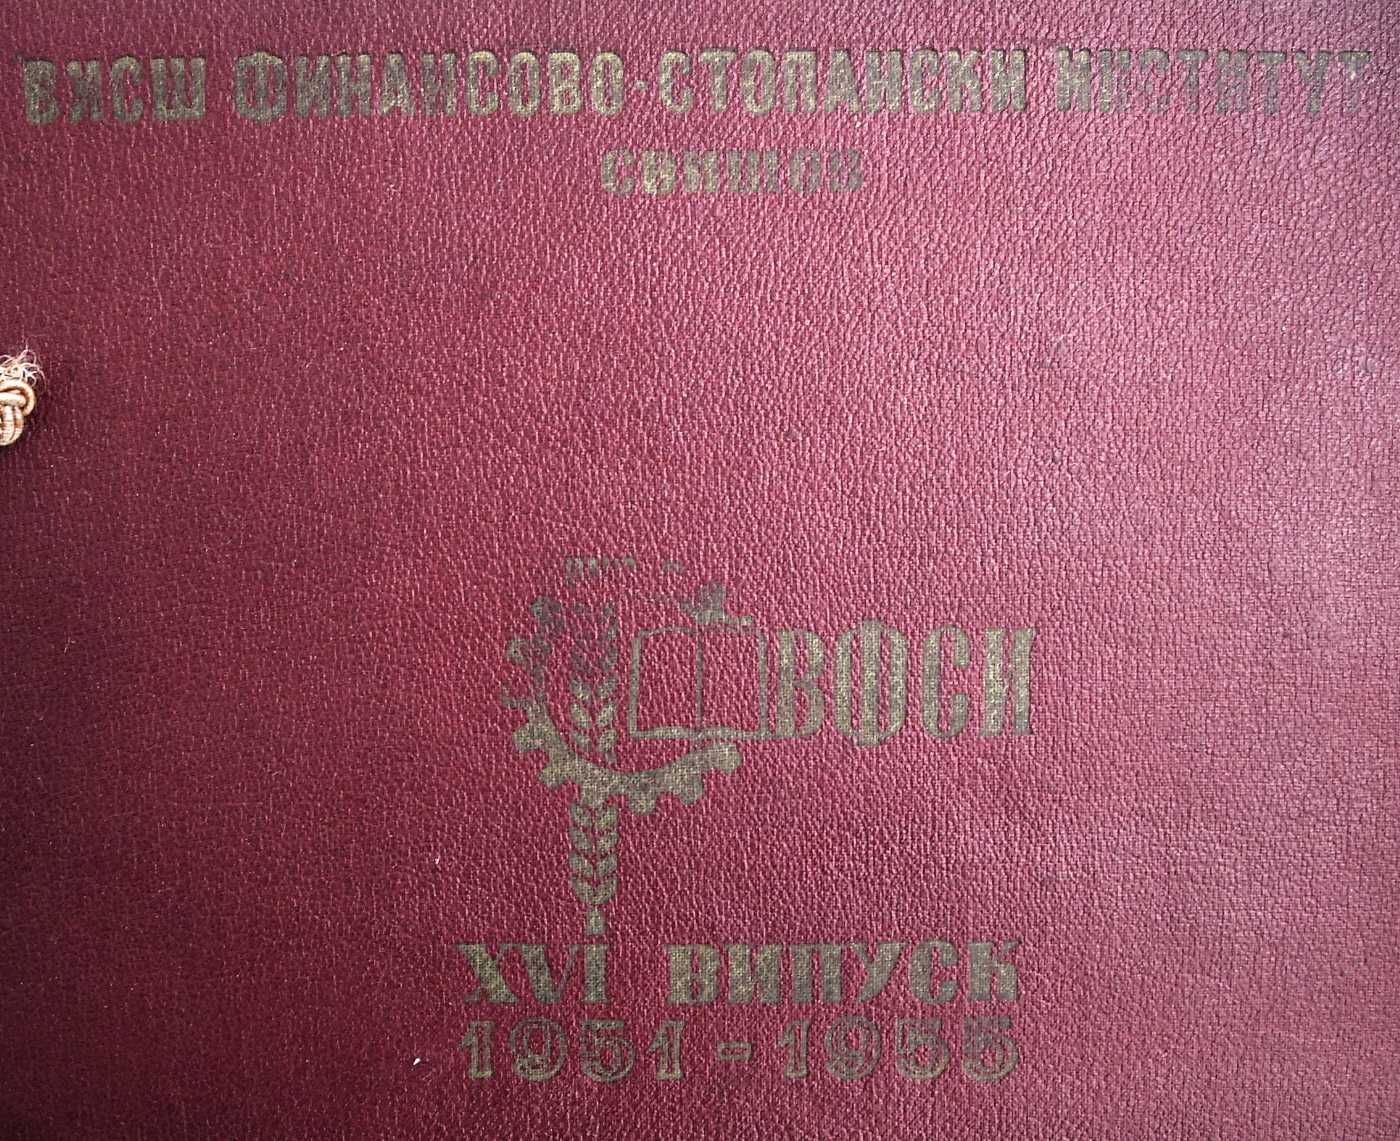 ВИСШ ФИНАНСОВО-СТОПАНСКИ ИНСТИТУТ
СВИЩОВ
ВФСИ
XVI ВИПУСК
1951-1955